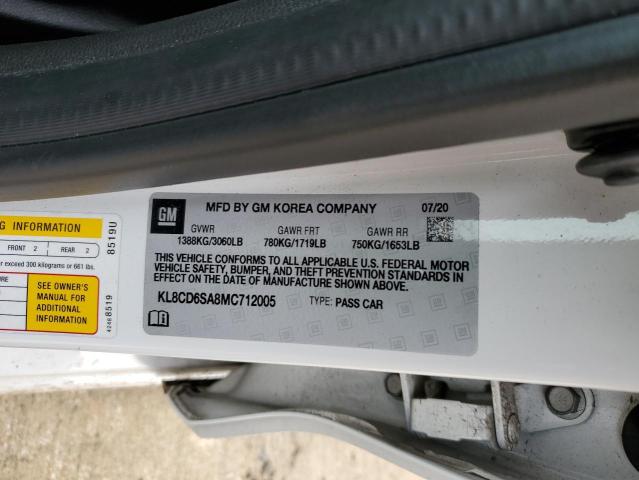 GM
MFD BY GM KOREA COMPANY 07/20
GVWR GAWR FRT GAWR RR
1388KG/3060LB 780KG/1719LB 750KG/1653LB
THIS VEHICLE CONFORMS TO ALL APPLICABLE U.S. FEDERAL MOTOR
VEHICLE SAFETY, BUMPER, AND THEFT PREVENTION STANDARDS IN
EFFECT ON THE DATE OF MANUFACTURE SHOWN ABOVE.
KL8CD6SA8MC712005 TYPE: PASS CAR
INFORMATION
FRONT 2 REAR 2
exceed 300 kilograms or 661 lbs.
SEE OWNER'S
MANUAL FOR
ADDITIONAL
INFORMATION
8519U
42468519